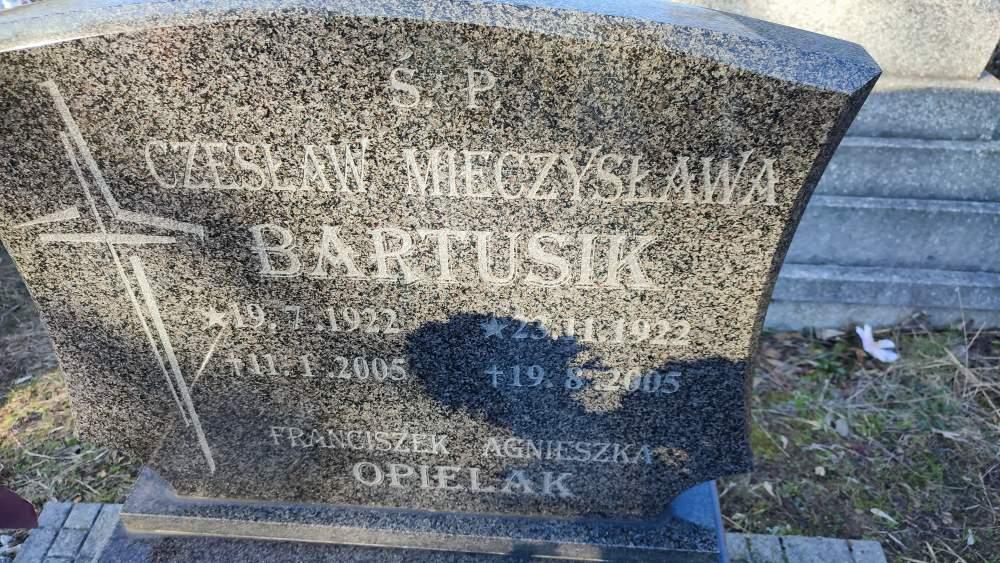 Ś. P.
CZESŁAW MIECZYSŁAWA
BARTUSIK
★19.7.1922 ★23.11.1922
†11.1.2005 †19.8.2005
FRANCISZEK AGNIESZKA
OPIELAK